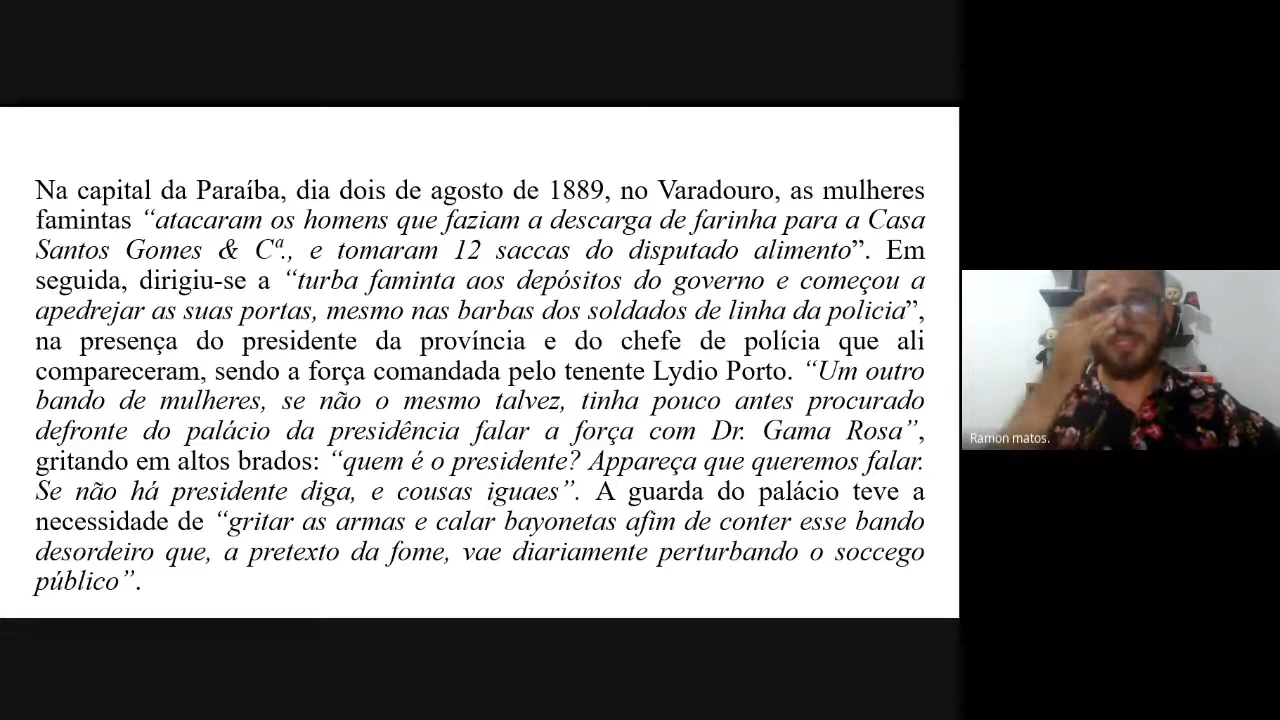 Na capital da Paraíba, dia dois de agosto de 1889, no Varadouro, as mulheres
famintas “atacaram os homens que faziam a descarga de farinha para a Casa
Santos Gomes & Cª., e tomaram 12 saccas do disputado alimento”. Em
seguida, dirigiu-se a “turba faminta aos depósitos do governo e começou a
apedrejar as suas portas, mesmo nas barbas dos soldados de linha da policia”,
na presença do presidente da província e do chefe de polícia que ali
compareceram, sendo a força comandada pelo tenente Lydio Porto. “Um outro
bando de mulheres, se não o mesmo talvez, tinha pouco antes procurado
defronte do palácio da presidência falar a força com Dr. Gama Rosa”,
gritando em altos brados: “quem é o presidente? Appareça que queremos falar.
Se não há presidente diga, e cousas iguaes”. A guarda do palácio teve a
necessidade de “gritar as armas e calar bayonetas afim de conter esse bando
desordeiro que, a pretexto da fome, vae diariamente perturbando o soccego
público”.
Ramon matos.